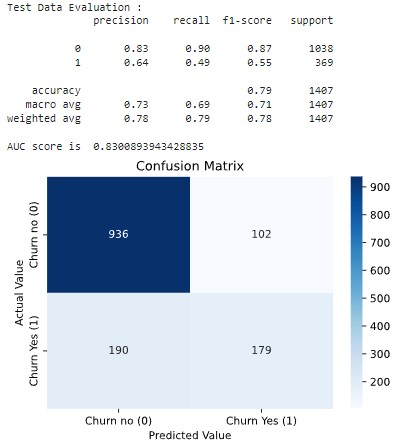 Test Data Evaluation :
precision recall f1-score support
0 0.83 0.90 0.87 1038
1 0.64 0.49 0.55 369
accuracy 0.79 1407
macro avg 0.73 0.69 0.71 1407
weighted avg 0.78 0.79 0.78 1407
AUC score is 0.8300893943428835
Confusion Matrix
Actual Value
Churn no (0)
936 102
Churn Yes (1)
190 179
Churn no (0) Churn Yes (1)
Predicted Value
900
800
700
600
500
400
300
200